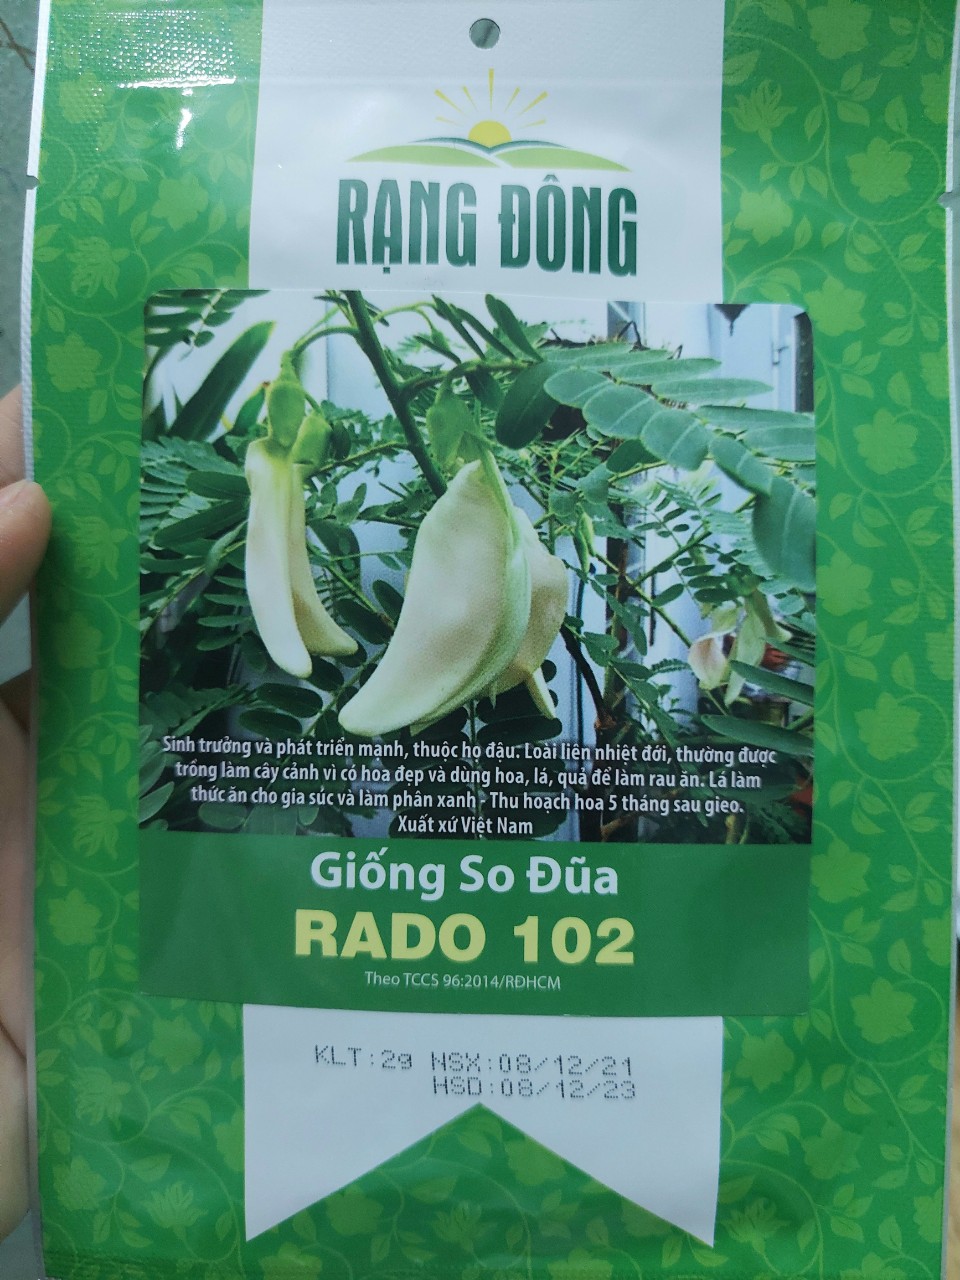 RẠNG ĐÔNG
Sinh trưởng và phát triển mạnh, thuộc họ đậu. Loài liên nhiệt đới, thường được
trồng làm cây cảnh vì có hoa đẹp và dùng hoa, lá, quả để làm rau ăn. Lá làm
thức ăn cho gia súc và làm phân xanh - Thu hoạch hoa 5 tháng sau gieo.
Xuất xứ Việt Nam
Giống So Đũa
RADO 102
Theo TCCS 96:2014/RĐHCM
KLT:2g NSX:08/12/21
HSD:08/12/23